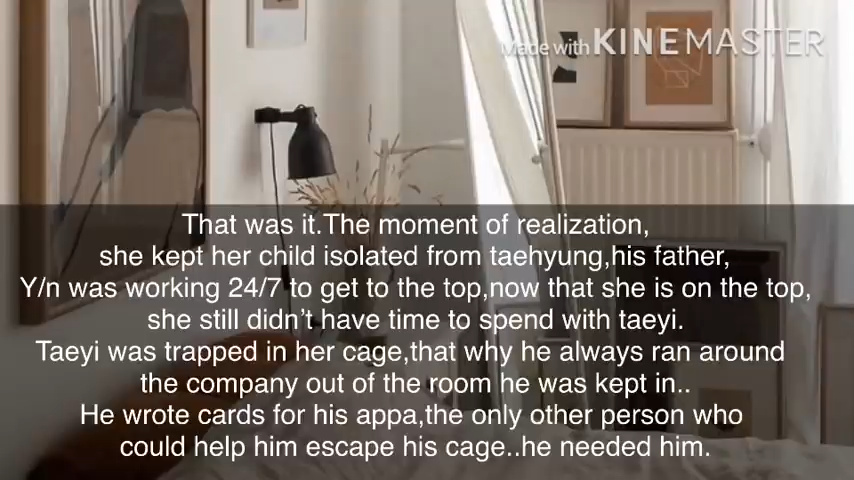 Made with KINEMASTER
That was it.The moment of realization,
she kept her child isolated from taehyung,his father,
Y/n was working 24/7 to get to the top,now that she is on the top,
she still didn't have time to spend with taeyi.
Taeyi was trapped in her cage,that why he always ran around
the company out of the room he was kept in..
He wrote cards for his appa,the only other person who
could help him escape his cage..he needed him.